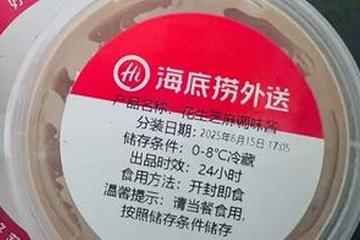 Hi 海底捞外送
产品名称：花生芝麻调味酱
分装日期：2025年6月15日 17:05
储存条件：0-8℃冷藏
出品时效：24小时
食用方法：开封即食
温馨提示：请当餐食用，
按照储存条件储存